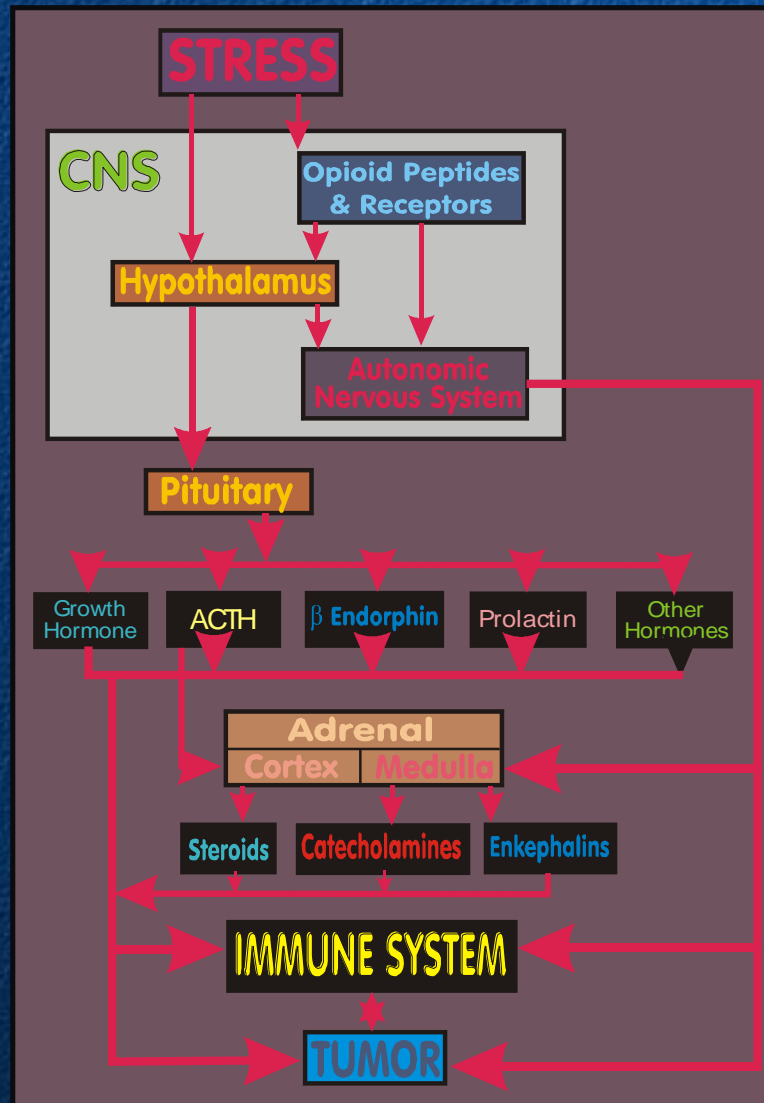 STRESS
CNS
Opioid Peptides
& Receptors
Hypothalamus
Autonomic
Nervous System
Pituitary
Growth
Hormone
ACTH
β Endorphin
Prolactin
Other
Hormones
Adrenal
Cortex
Medulla
Steroids
Catecholamines
Enkephalins
IMMUNE SYSTEM
TUMOR